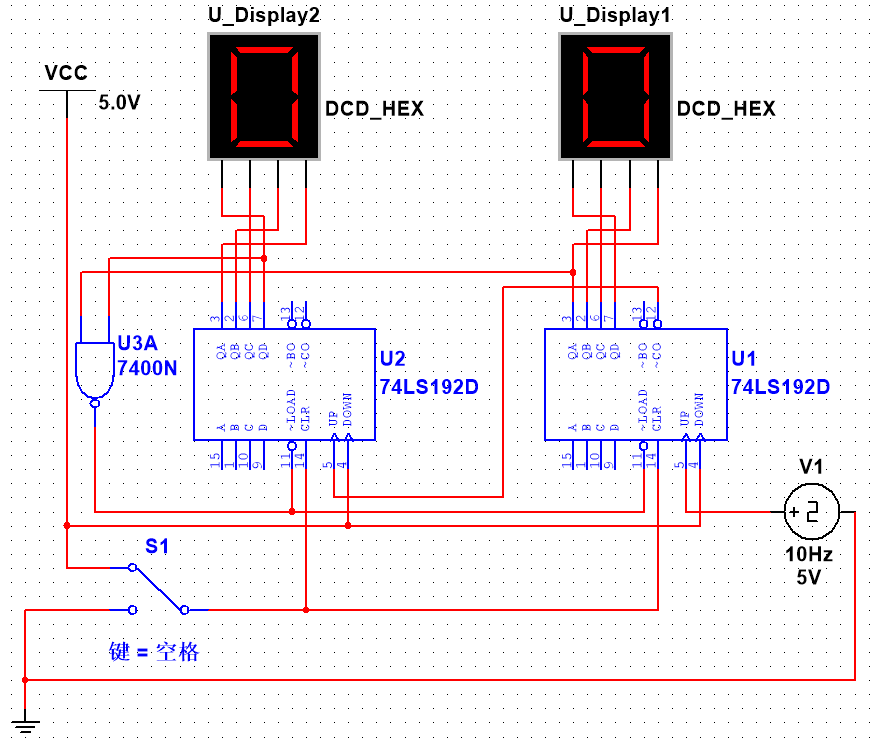 U_Display2
U_Display1
VCC
5.0V
DCD_HEX
DCD_HEX
3 2 6 7 13 12
3 2 6 7 13 12
QA QB QC QD ~BO ~CO
QA QB QC QD ~BO ~CO
U3A
7400N
U2
74LS192D
U1
74LS192D
A B C D ~LOAD CLR UP DOWN
A B C D ~LOAD CLR UP DOWN
15 1 10 9 11 14 5 4
15 1 10 9 11 14 5 4
V1
+ 2
10Hz
5V
S1
键 = 空格